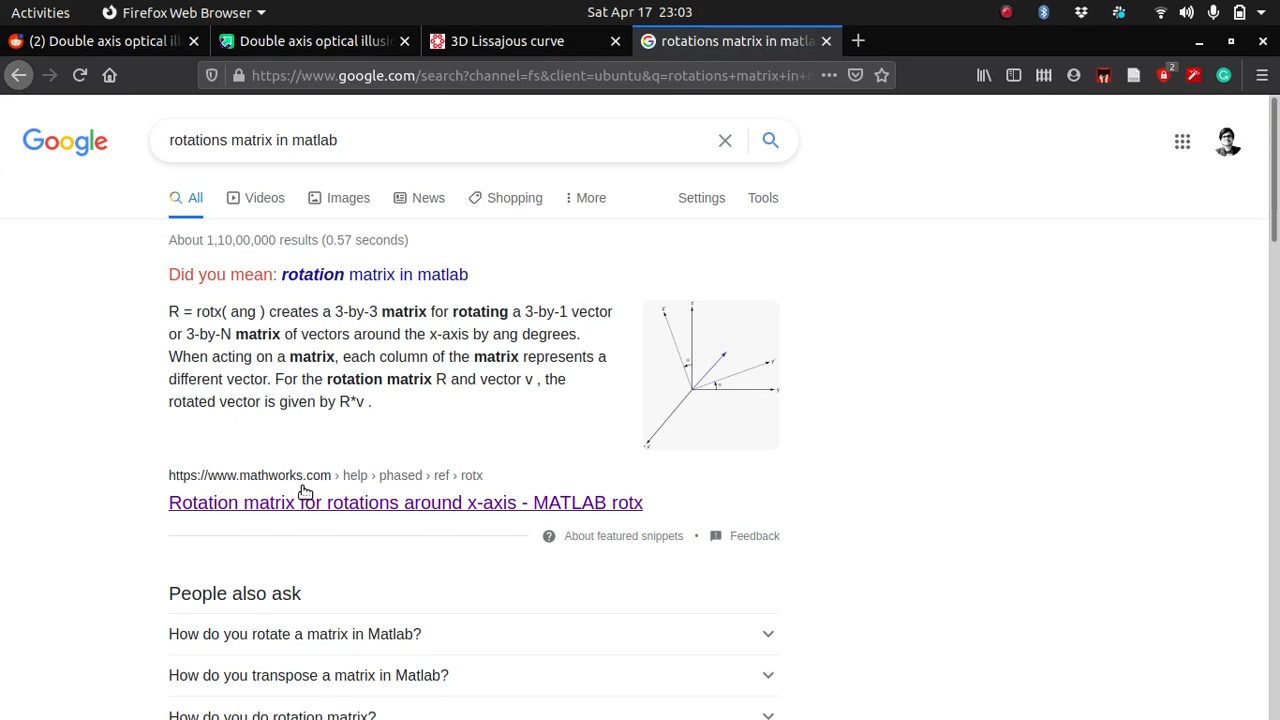 Activities
Firefox Web Browser
Sat Apr 17 23:03
(2) Double axis optical ill
Double axis optical illusi
3D Lissajous curve
rotations matrix in matla
https://www.google.com/search?channel=fs&client=ubuntu&q=rotations+matrix+in+
2
Google
rotations matrix in matlab
All
Videos
Images
News
Shopping
More
Settings
Tools
About 1,10,00,000 results (0.57 seconds)
Did you mean: rotation matrix in matlab
R = rotx( ang ) creates a 3-by-3 matrix for rotating a 3-by-1 vector
or 3-by-N matrix of vectors around the x-axis by ang degrees.
When acting on a matrix, each column of the matrix represents a
different vector. For the rotation matrix R and vector v , the
rotated vector is given by R*v .
https://www.mathworks.com › help › phased › ref › rotx
Rotation matrix for rotations around x-axis - MATLAB rotx
About featured snippets
•
Feedback
People also ask
How do you rotate a matrix in Matlab?
How do you transpose a matrix in Matlab?
How do you do rotation matrix?